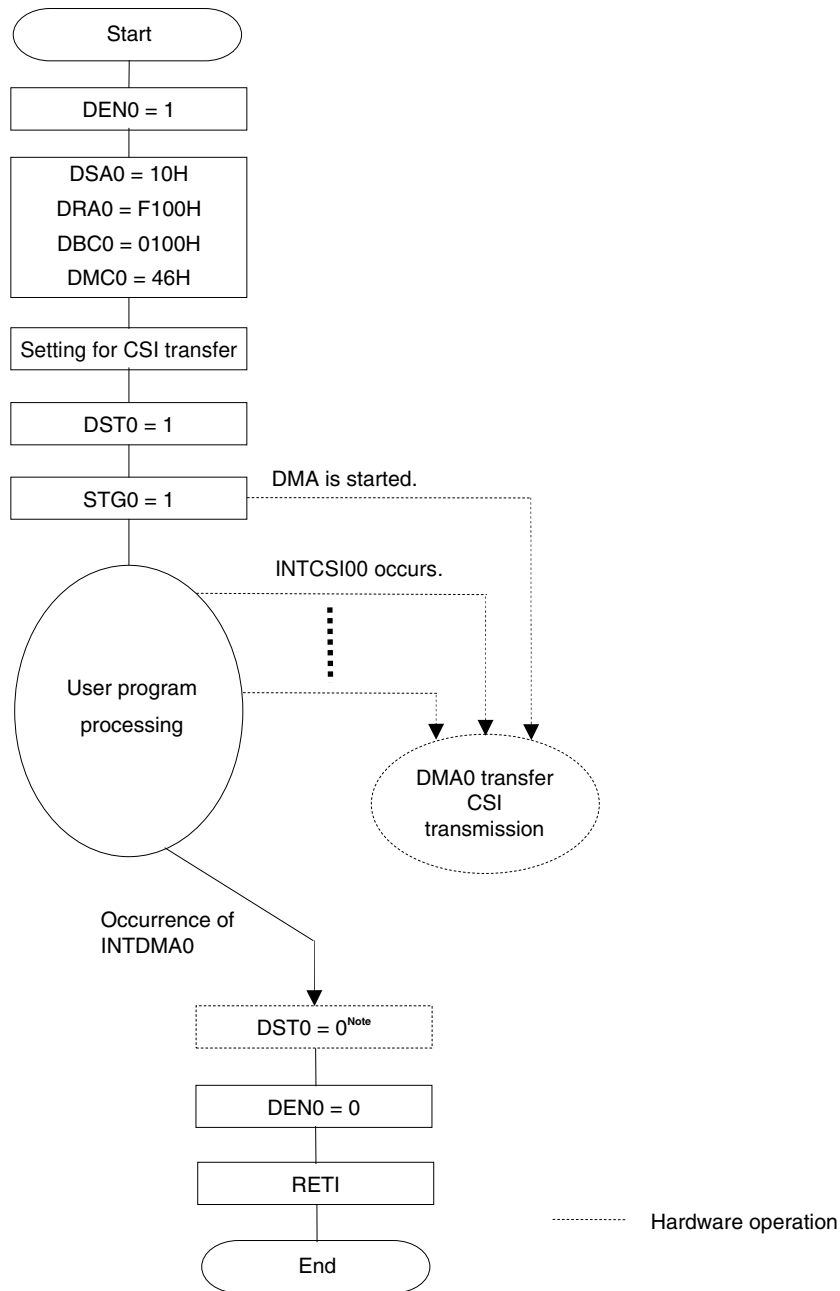 Start
DEN0 = 1
DSA0 = 10H
DRA0 = F100H
DBC0 = 0100H
DMC0 = 46H
Setting for CSI transfer
DST0 = 1
STG0 = 1
DMA is started.
INTCSI00 occurs.
User program
processing
DMA0 transfer
CSI
transmission
Occurrence of
INTDMA0
DST0 = 0Note
DEN0 = 0
RETI
Hardware operation
End